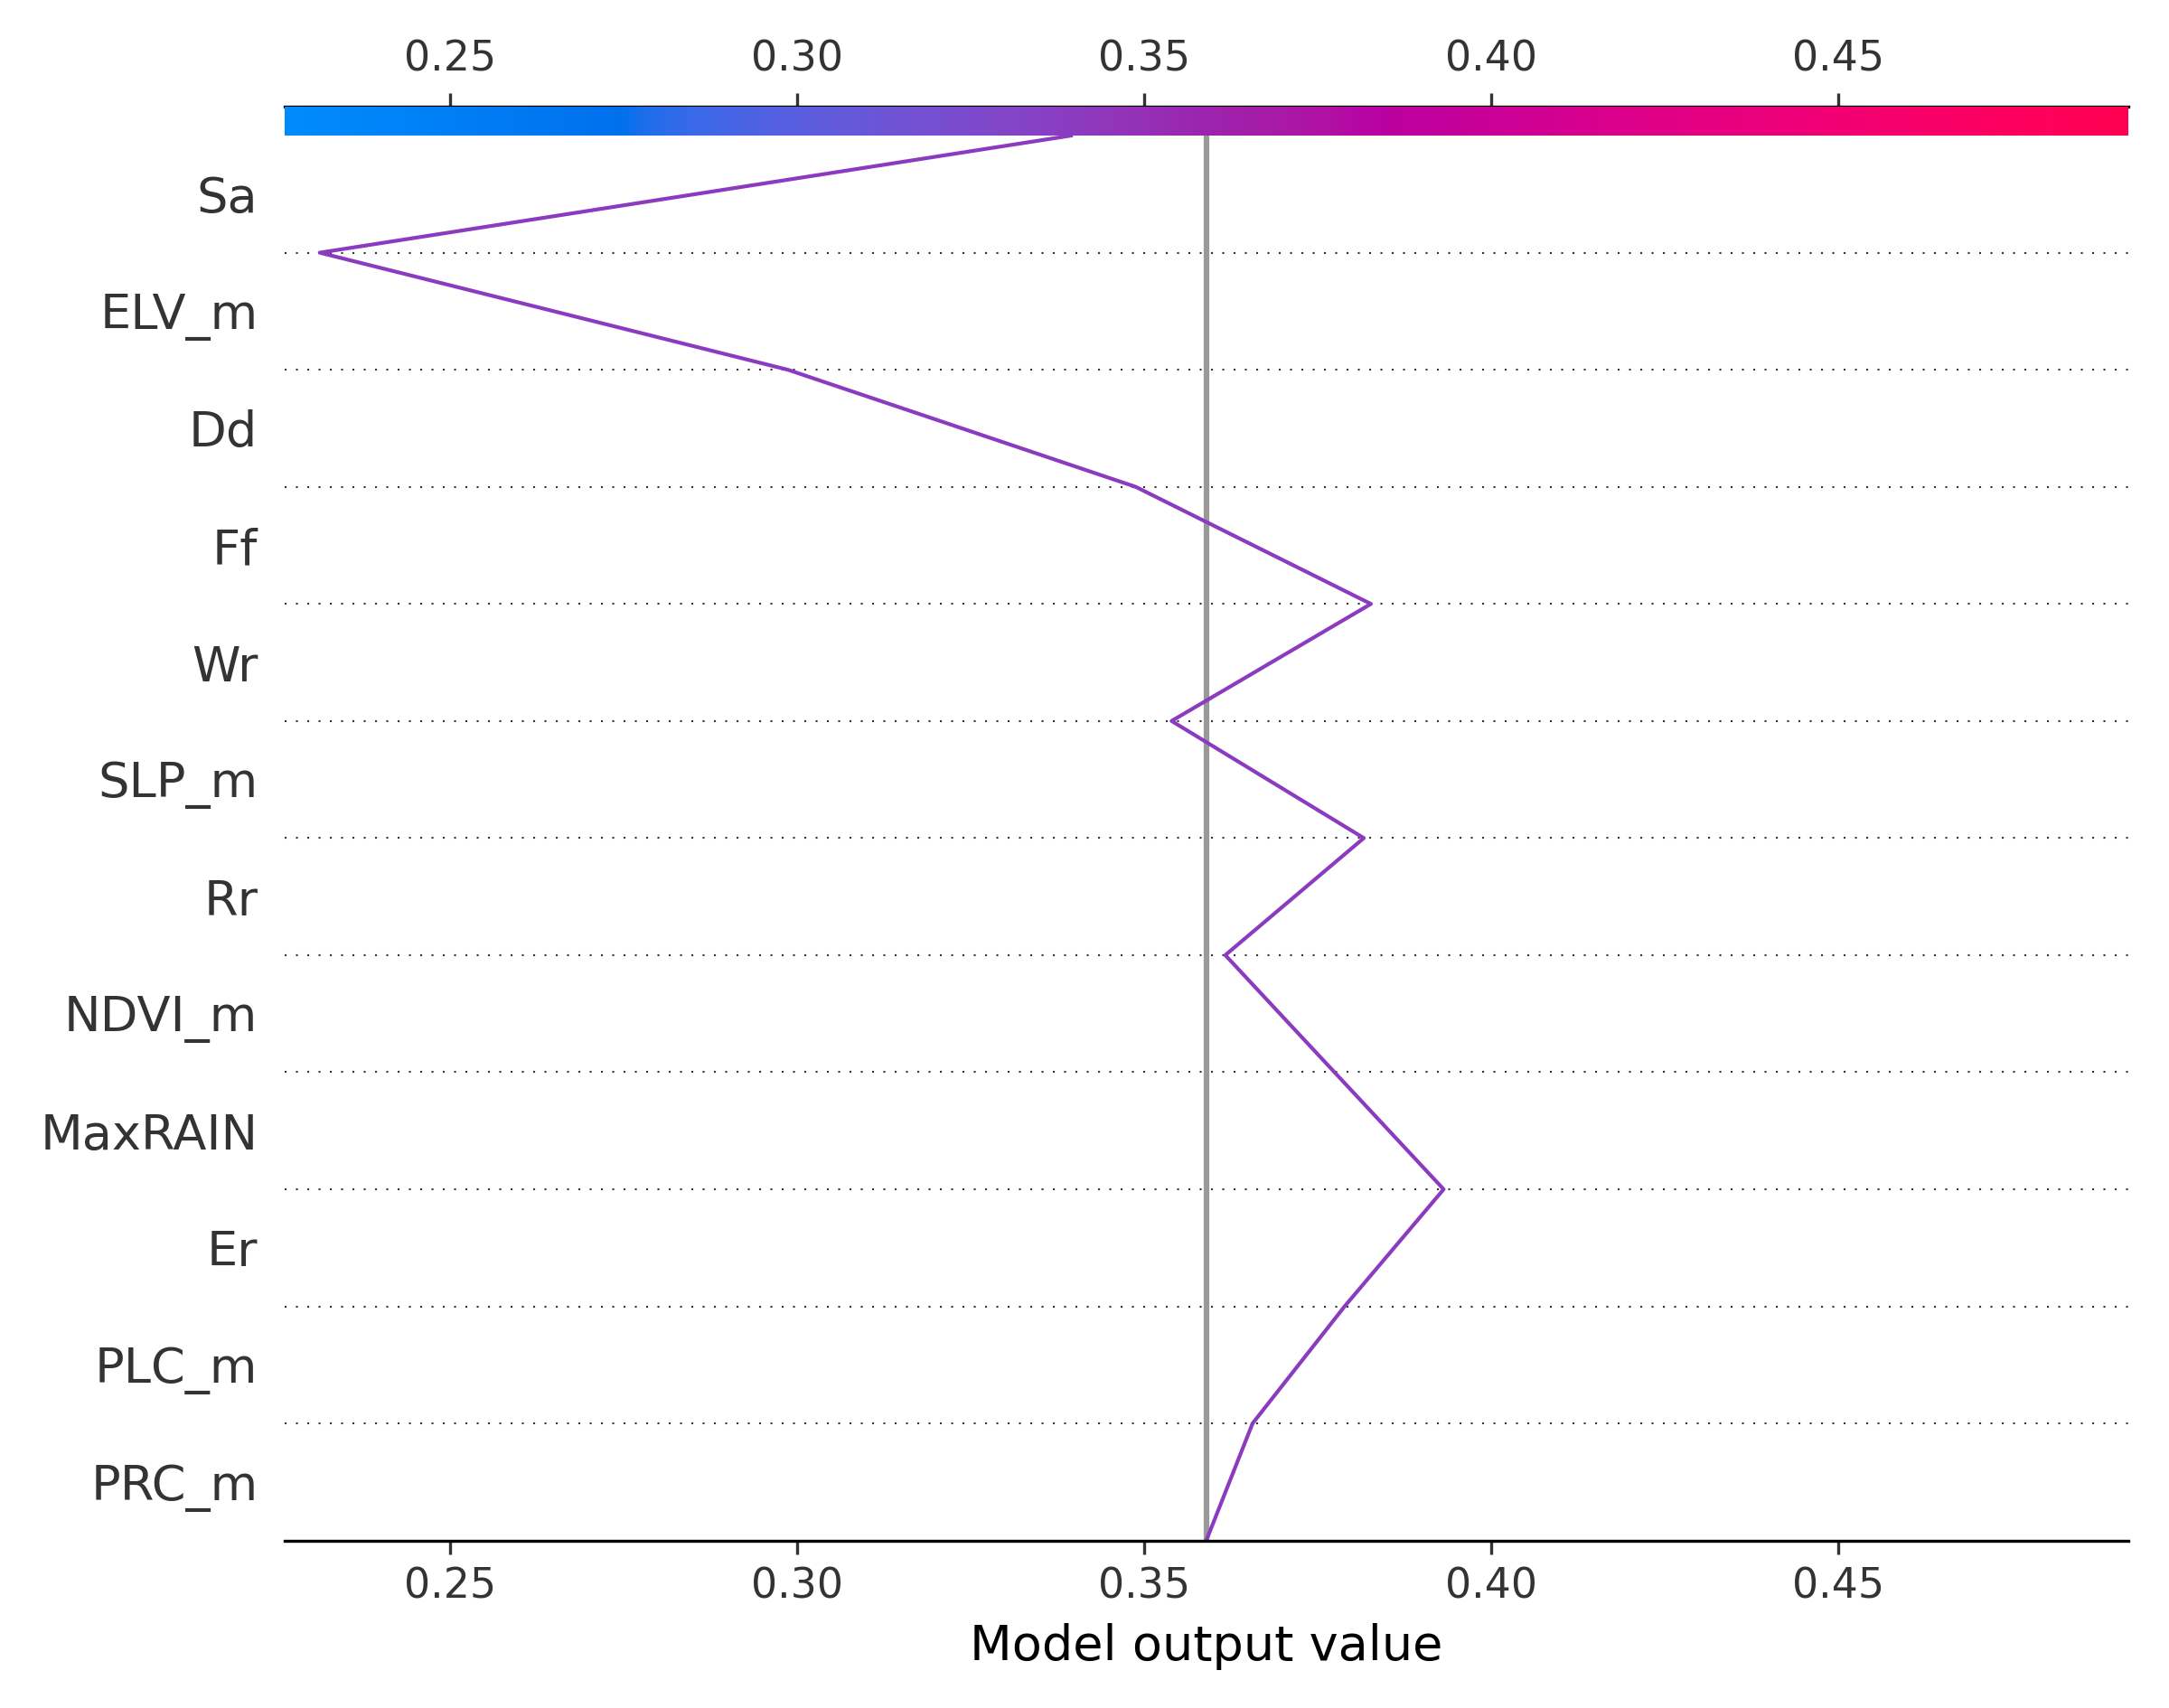 0.25 0.30 0.35 0.40 0.45
Sa
ELV_m
Dd
Ff
Wr
SLP_m
Rr
NDVI_m
MaxRAIN
Er
PLC_m
PRC_m
0.25 0.30 0.35 0.40 0.45
Model output value